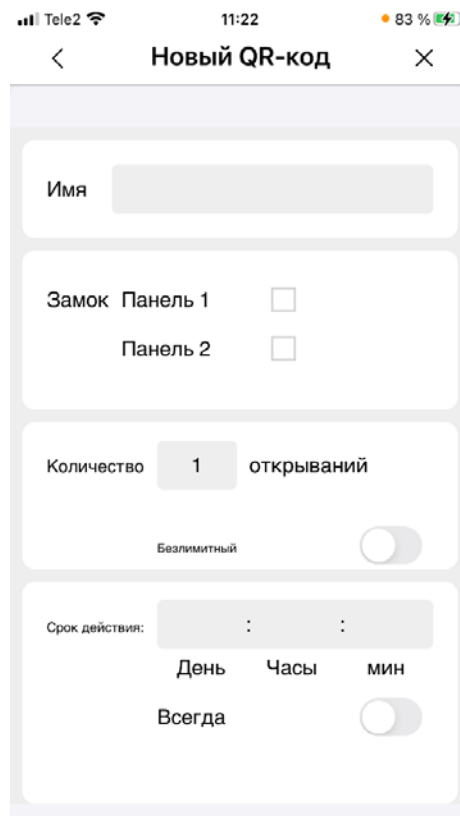 Tele2 11:22 83 %
Новый QR-код
Имя
Замок Панель 1
Панель 2
Количество 1 открываний
Безлимитный
Срок действия: : :
День Часы мин
Всегда